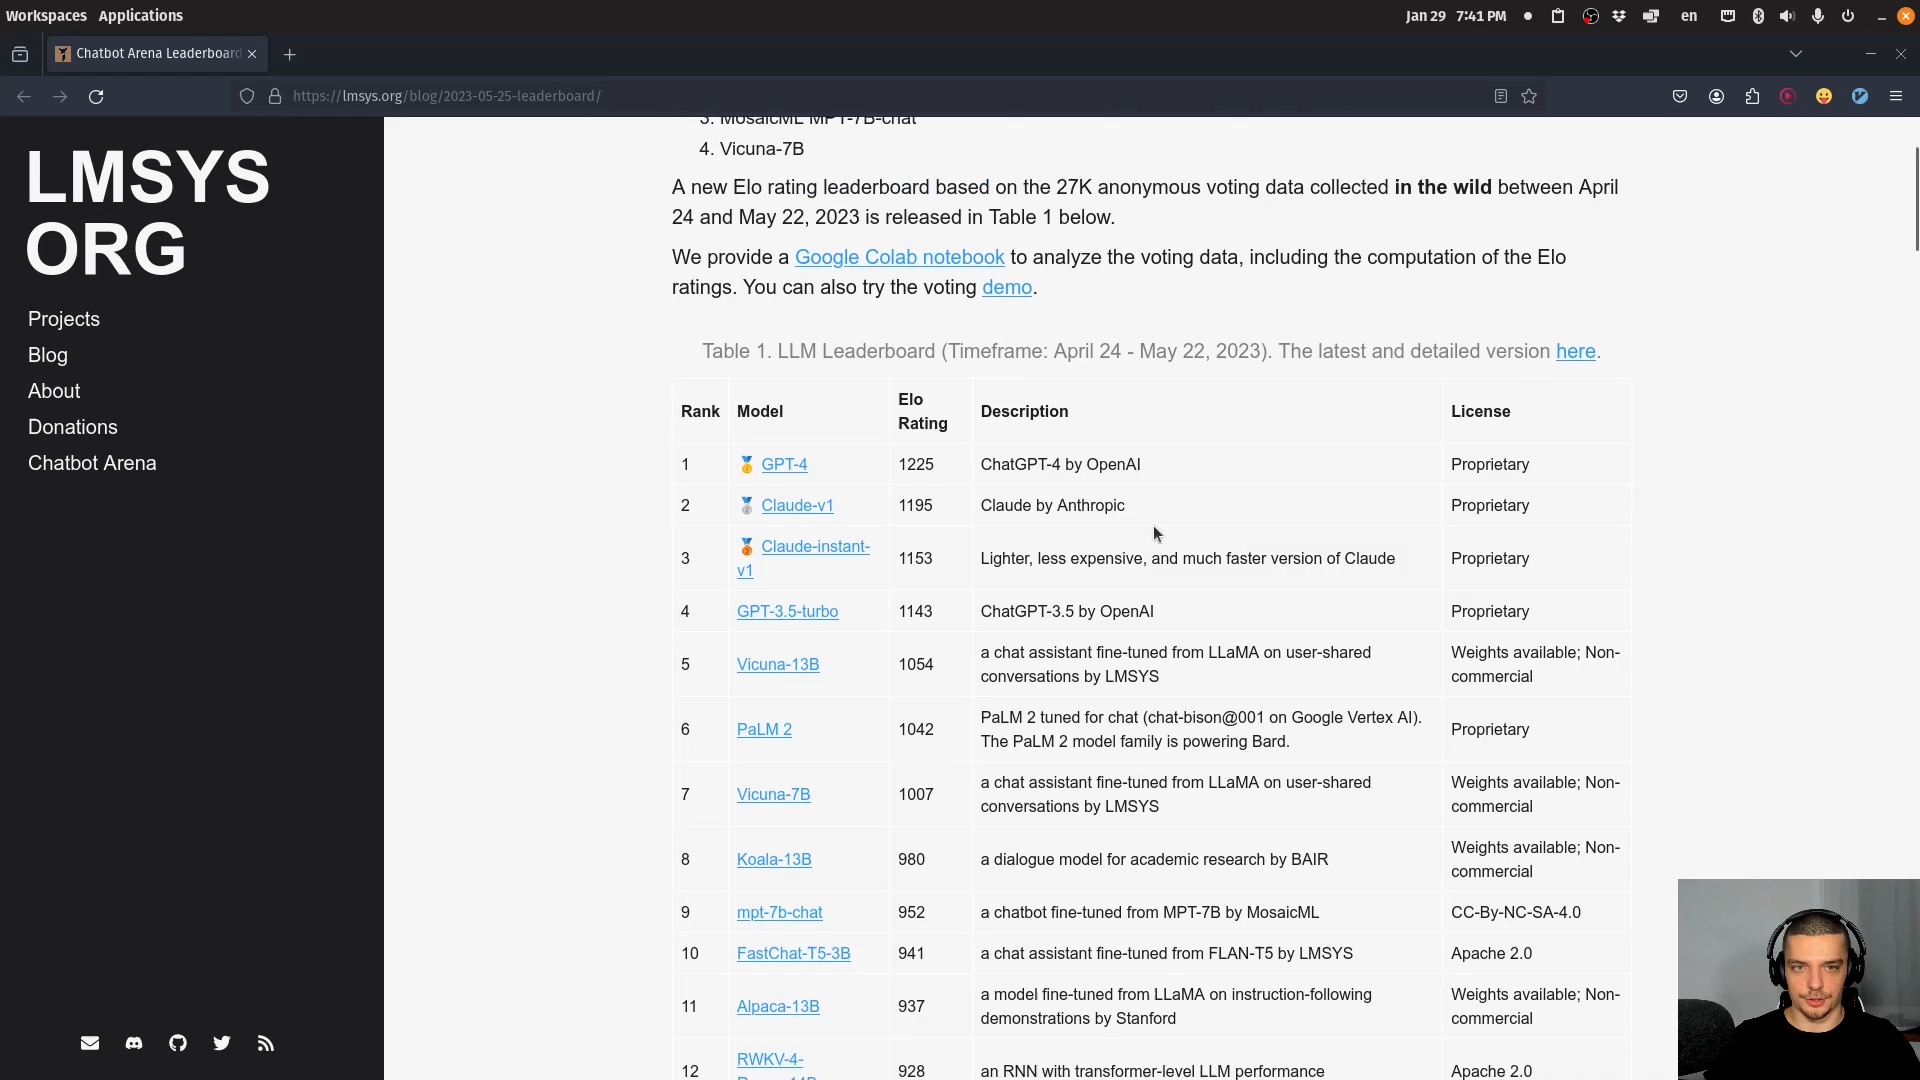 Workspaces Applications
Jan 29 7:41 PM
en
Chatbot Arena Leaderboard
https://lmsys.org/blog/2023-05-25-leaderboard/
LMSYS
ORG
Projects
Blog
About
Donations
Chatbot Arena
3. MosaicML MPT-7B-chat
4. Vicuna-7B
A new Elo rating leaderboard based on the 27K anonymous voting data collected in the wild between April
24 and May 22, 2023 is released in Table 1 below.
We provide a Google Colab notebook to analyze the voting data, including the computation of the Elo
ratings. You can also try the voting demo.
Table 1. LLM Leaderboard (Timeframe: April 24 - May 22, 2023). The latest and detailed version here.
Rank Model Elo Rating Description License
1 🥇 GPT-4 1225 ChatGPT-4 by OpenAI Proprietary
2 🥈 Claude-v1 1195 Claude by Anthropic Proprietary
3 🥉 Claude-instant-v1 1153 Lighter, less expensive, and much faster version of Claude Proprietary
4 GPT-3.5-turbo 1143 ChatGPT-3.5 by OpenAI Proprietary
5 Vicuna-13B 1054 a chat assistant fine-tuned from LLaMA on user-shared conversations by LMSYS Weights available; Non-commercial
6 PaLM 2 1042 PaLM 2 tuned for chat (chat-bison@001 on Google Vertex AI). The PaLM 2 model family is powering Bard. Proprietary
7 Vicuna-7B 1007 a chat assistant fine-tuned from LLaMA on user-shared conversations by LMSYS Weights available; Non-commercial
8 Koala-13B 980 a dialogue model for academic research by BAIR Weights available; Non-commercial
9 mpt-7b-chat 952 a chatbot fine-tuned from MPT-7B by MosaicML CC-By-NC-SA-4.0
10 FastChat-T5-3B 941 a chat assistant fine-tuned from FLAN-T5 by LMSYS Apache 2.0
11 Alpaca-13B 937 a model fine-tuned from LLaMA on instruction-following demonstrations by Stanford Weights available; Non-commercial
12 RWKV-4- 928 an RNN with transformer-level LLM performance Apache 2.0